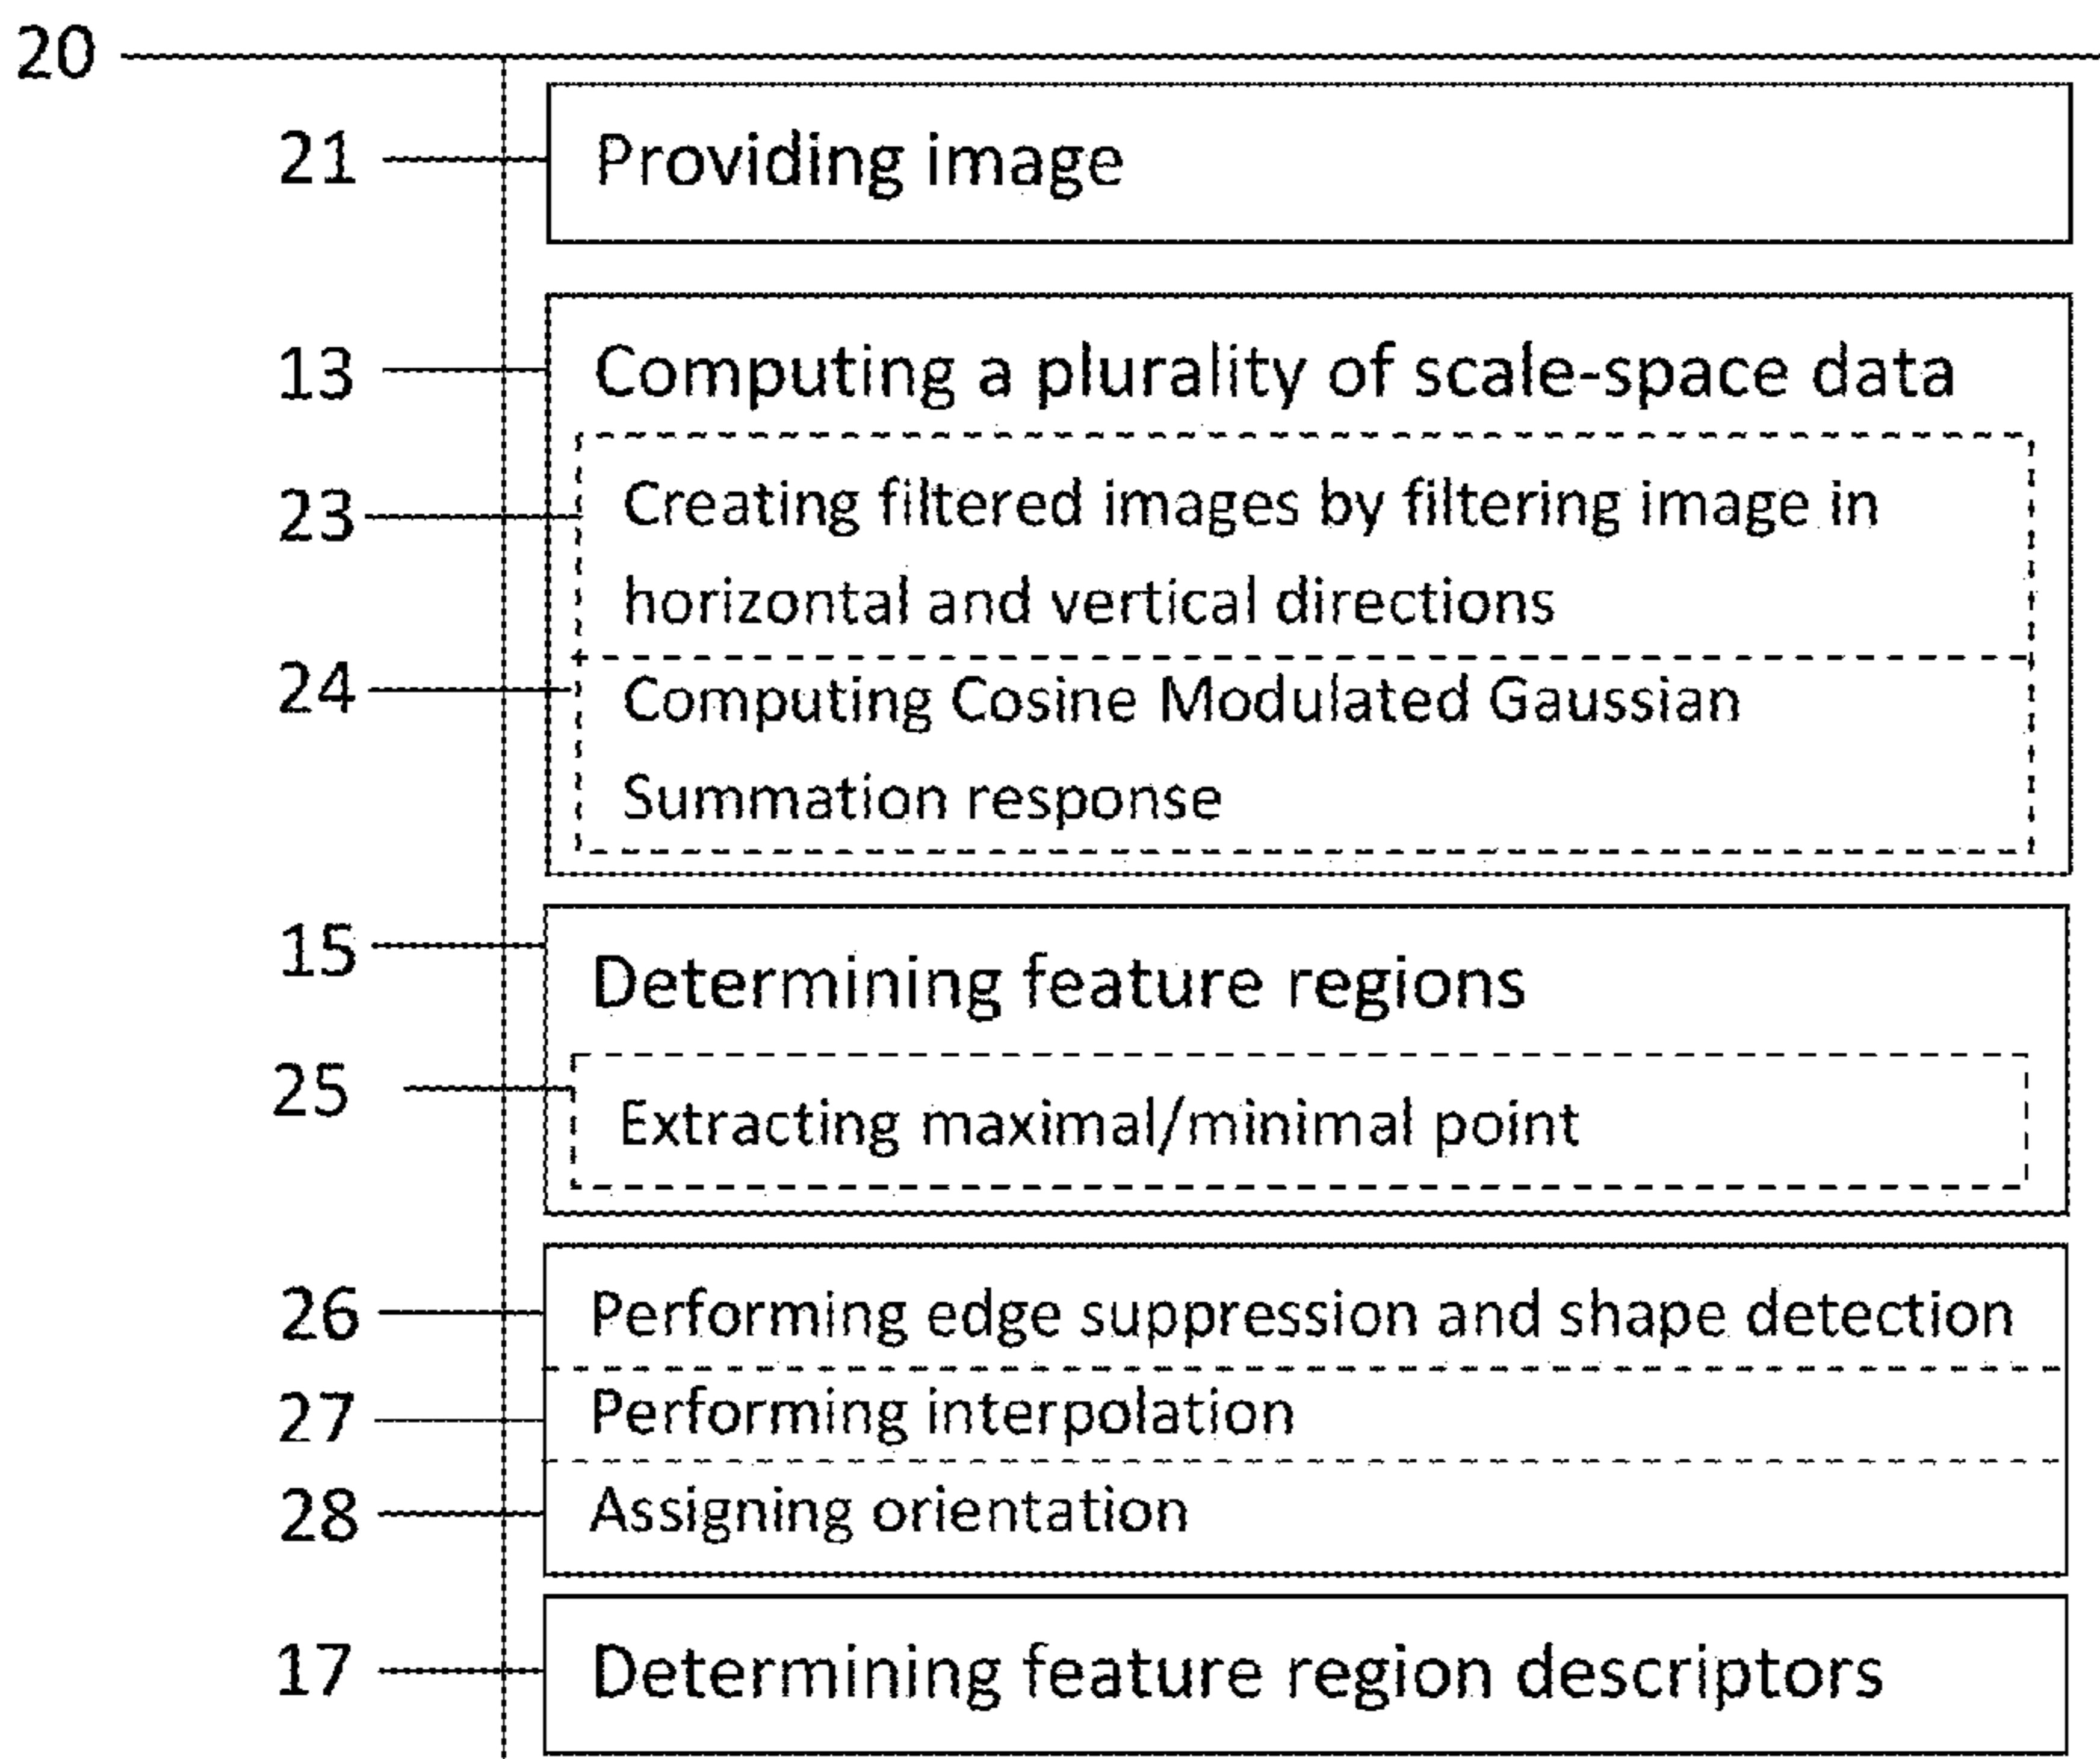 20
21 Providing image
13 Computing a plurality of scale-space data
23 Creating filtered images by filtering image in
horizontal and vertical directions
24 Computing Cosine Modulated Gaussian
Summation response
15 Determining feature regions
25 Extracting maximal/minimal point
26 Performing edge suppression and shape detection
27 Performing interpolation
28 Assigning orientation
17 Determining feature region descriptors